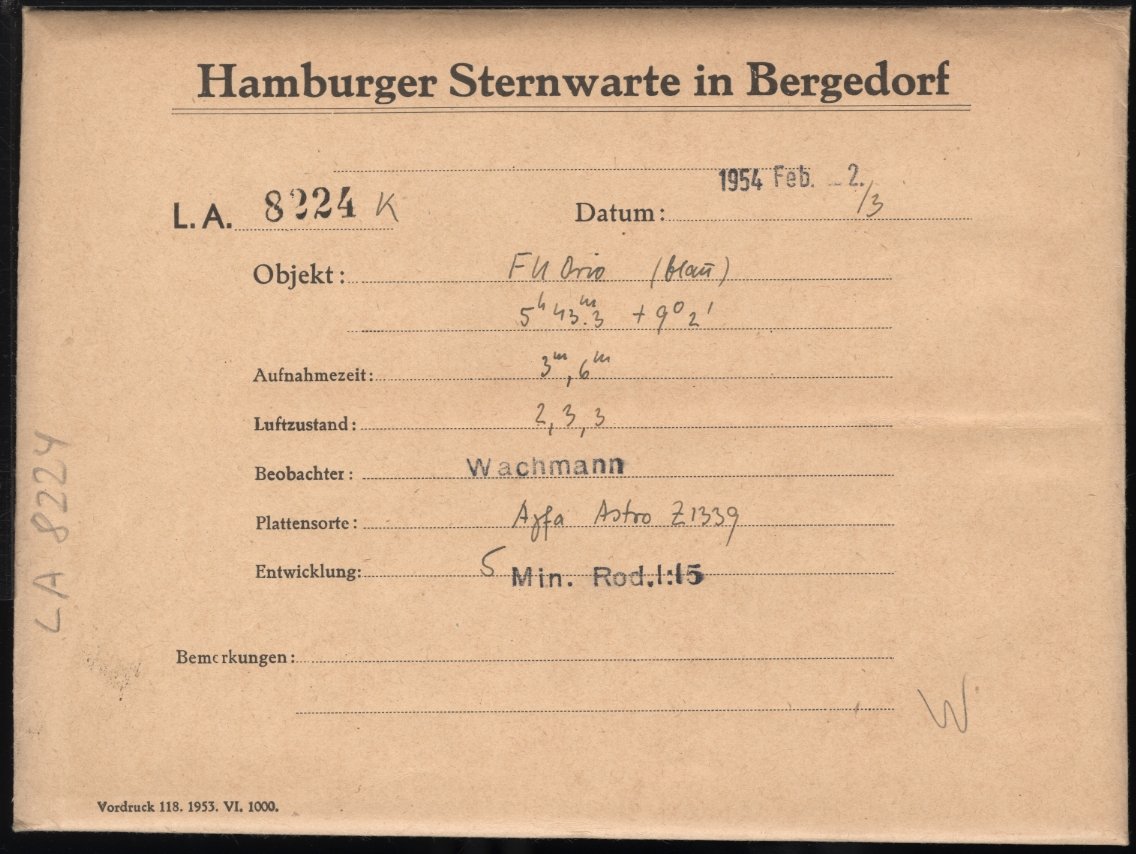 Hamburger Sternwarte in Bergedorf
1954 Feb. 2./3
L. A. 8224 K
Datum:
Objekt: FU Orio (blau)
5h 43m.3 + 9° 2'
Aufnahmezeit: 3m, 6m
Luftzustand: 2, 3, 3
Beobachter: Wachmann
Plattensorte: Agfa Astro Z1339
Entwicklung: 5 Min. Rod. 1:15
Bemerkungen:
W
LA 8224
Vordruck 118. 1953. VI. 1000.